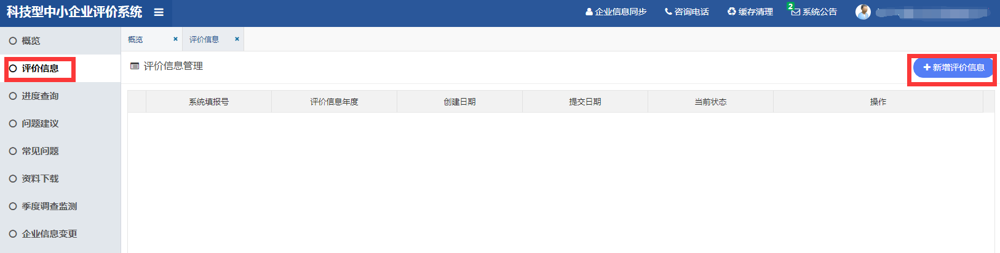 科技型中小企业评价系统
企业信息同步 咨询电话 缓存清理 2 系统公告
概览
评价信息
进度查询
问题建议
常见问题
资料下载
季度调查监测
企业信息变更
概览 × 评价信息 ×
评价信息管理
+ 新增评价信息
系统填报号 评价信息年度 创建日期 提交日期 当前状态 操作